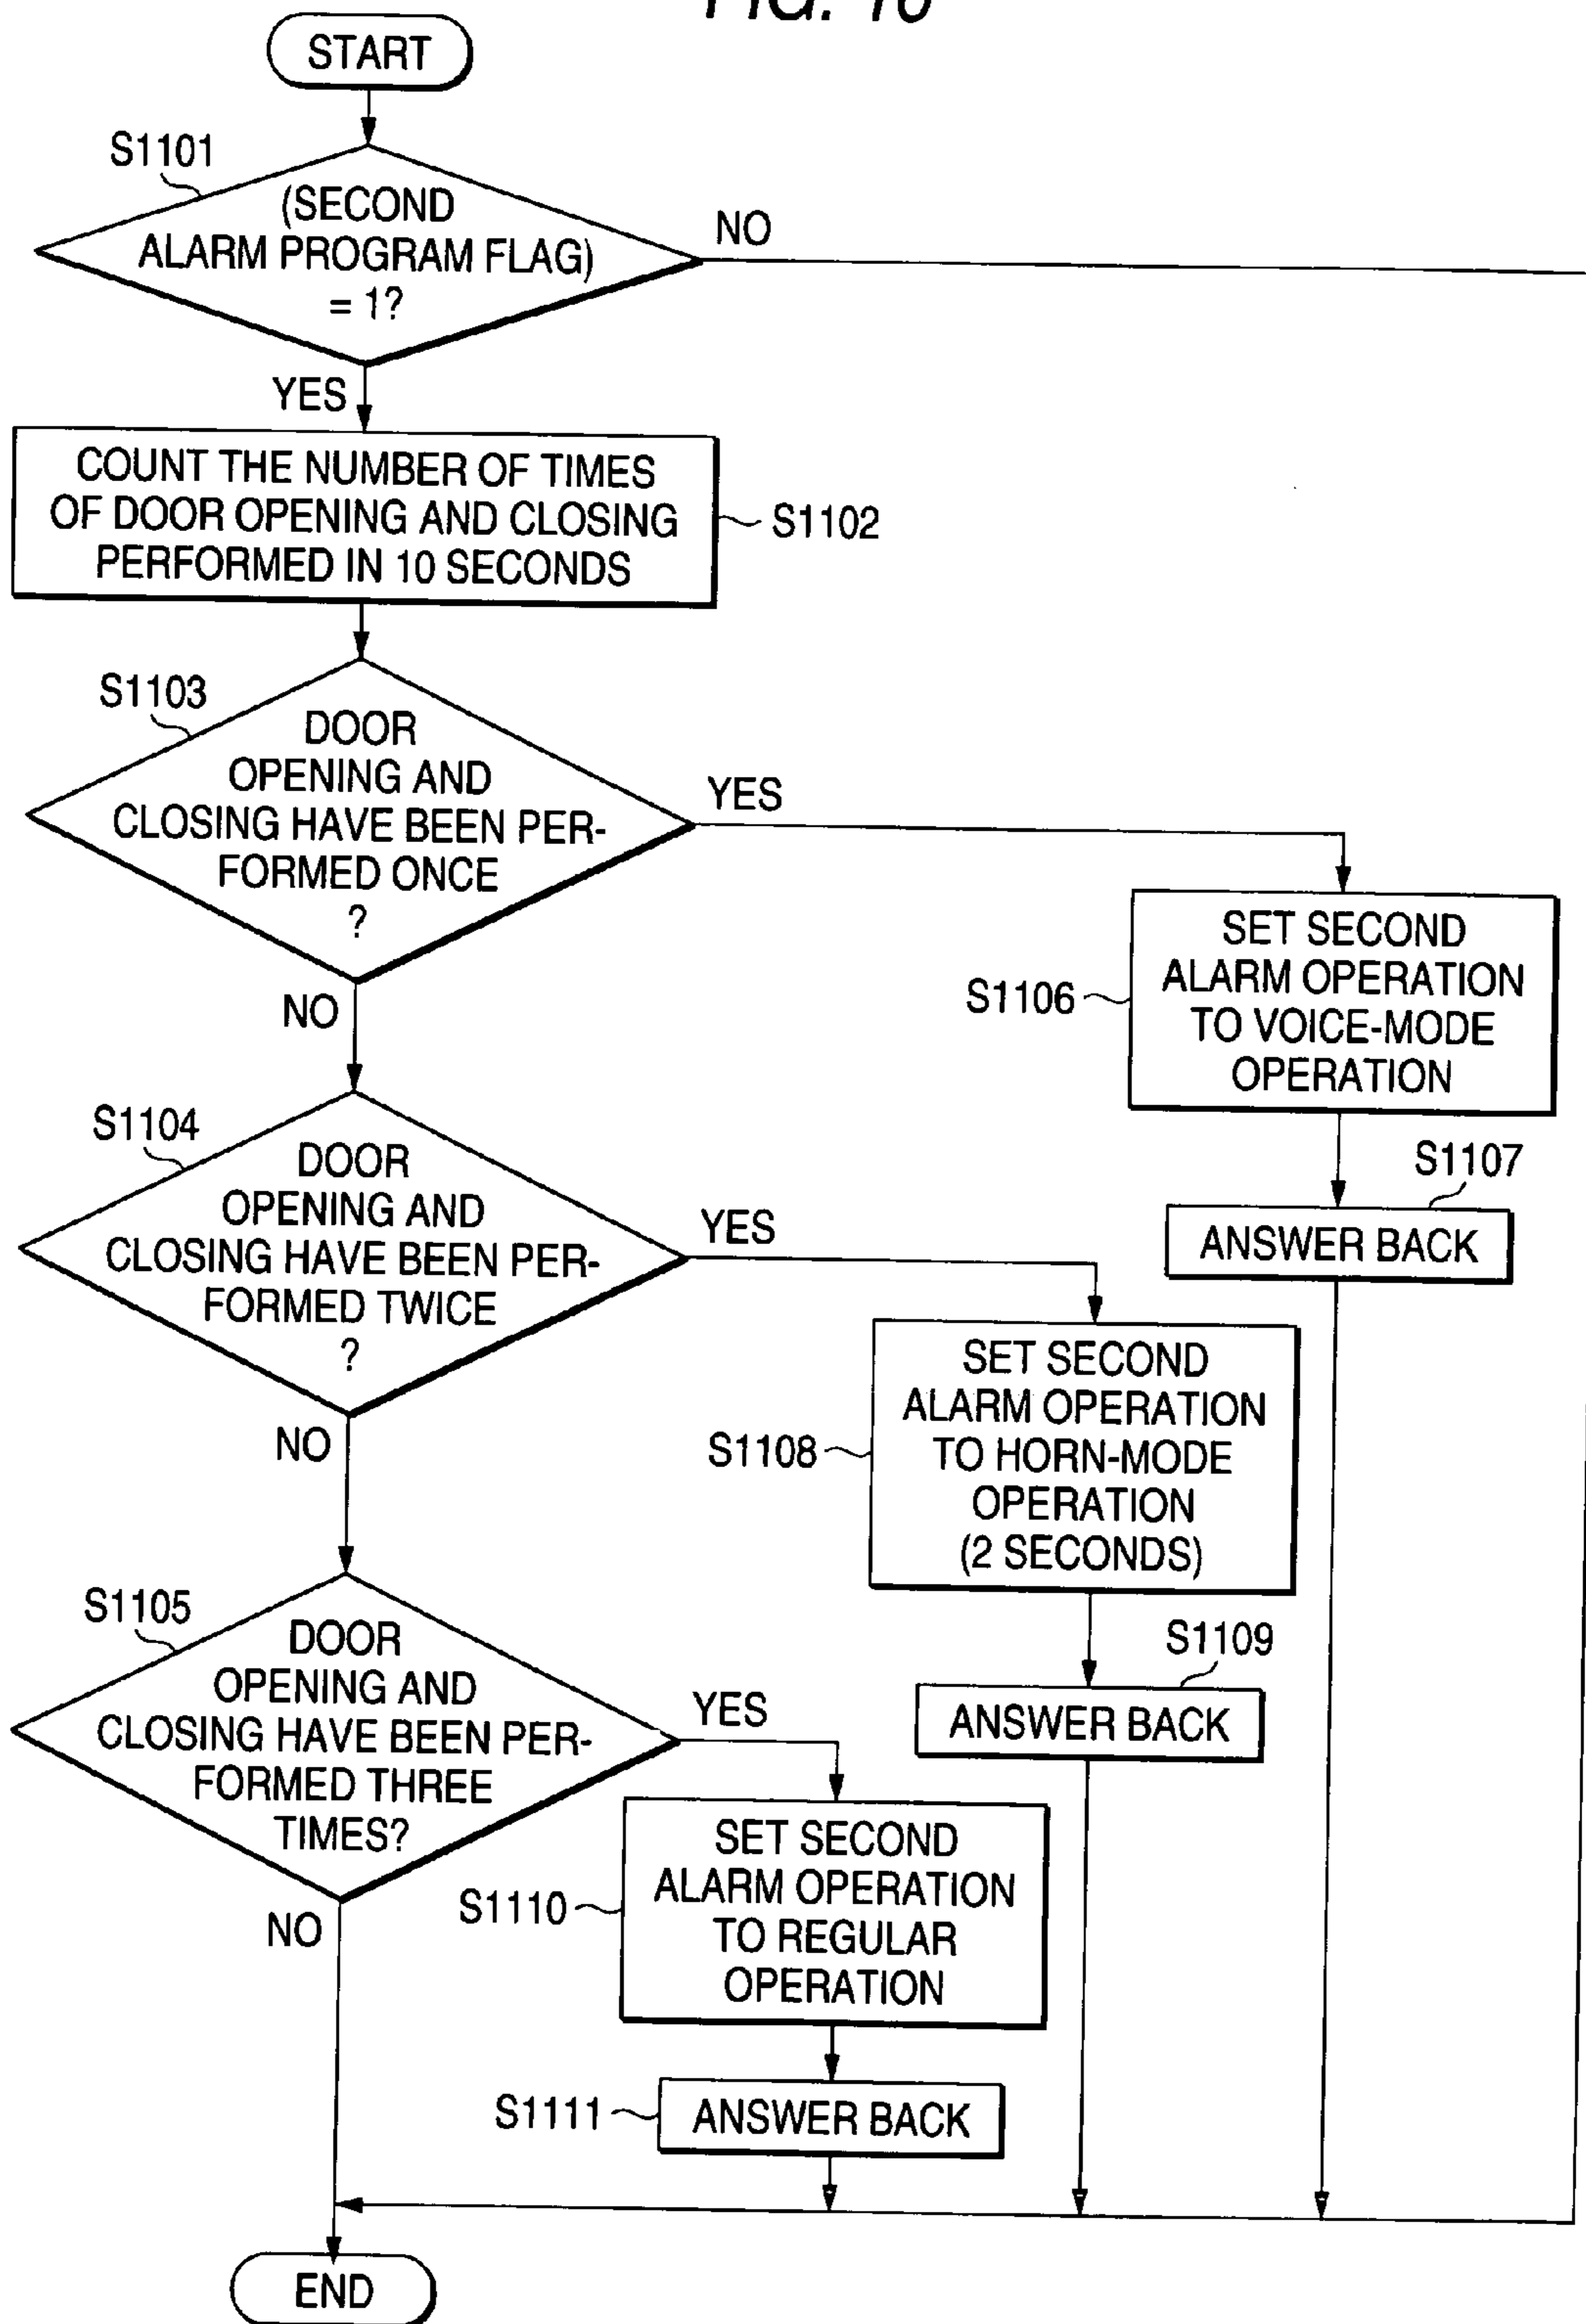 START
S1101
(SECOND
ALARM PROGRAM FLAG)
= 1?
NO
YES
COUNT THE NUMBER OF TIMES
OF DOOR OPENING AND CLOSING
PERFORMED IN 10 SECONDS
S1102
S1103
DOOR
OPENING AND
CLOSING HAVE BEEN PER-
FORMED ONCE
?
YES
NO
S1106
SET SECOND
ALARM OPERATION
TO VOICE-MODE
OPERATION
S1107
ANSWER BACK
S1104
DOOR
OPENING AND
CLOSING HAVE BEEN PER-
FORMED TWICE
?
YES
NO
S1108
SET SECOND
ALARM OPERATION
TO HORN-MODE
OPERATION
(2 SECONDS)
S1109
ANSWER BACK
S1105
DOOR
OPENING AND
CLOSING HAVE BEEN PER-
FORMED THREE
TIMES?
YES
NO
S1110
SET SECOND
ALARM OPERATION
TO REGULAR
OPERATION
S1111
ANSWER BACK
END